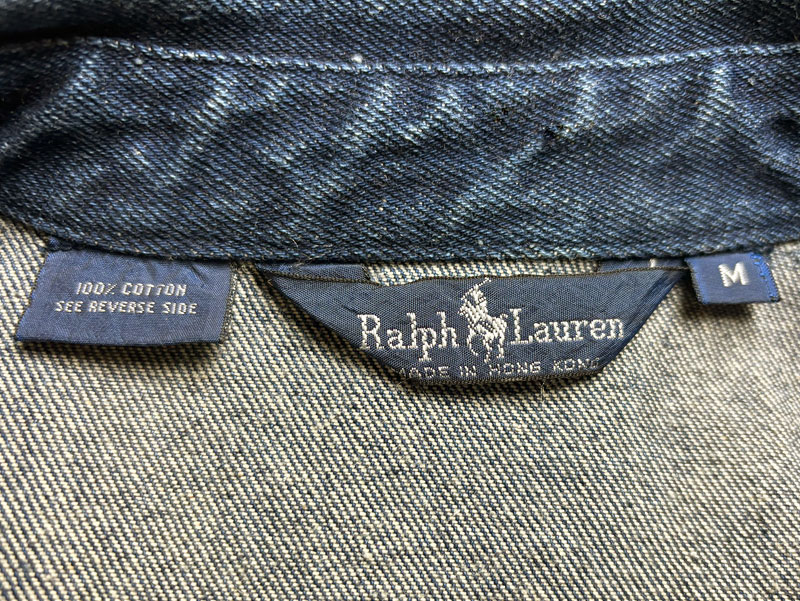 100% COTTON
SEE REVERSE SIDE
Ralph Lauren
MADE IN HONG KONG
M